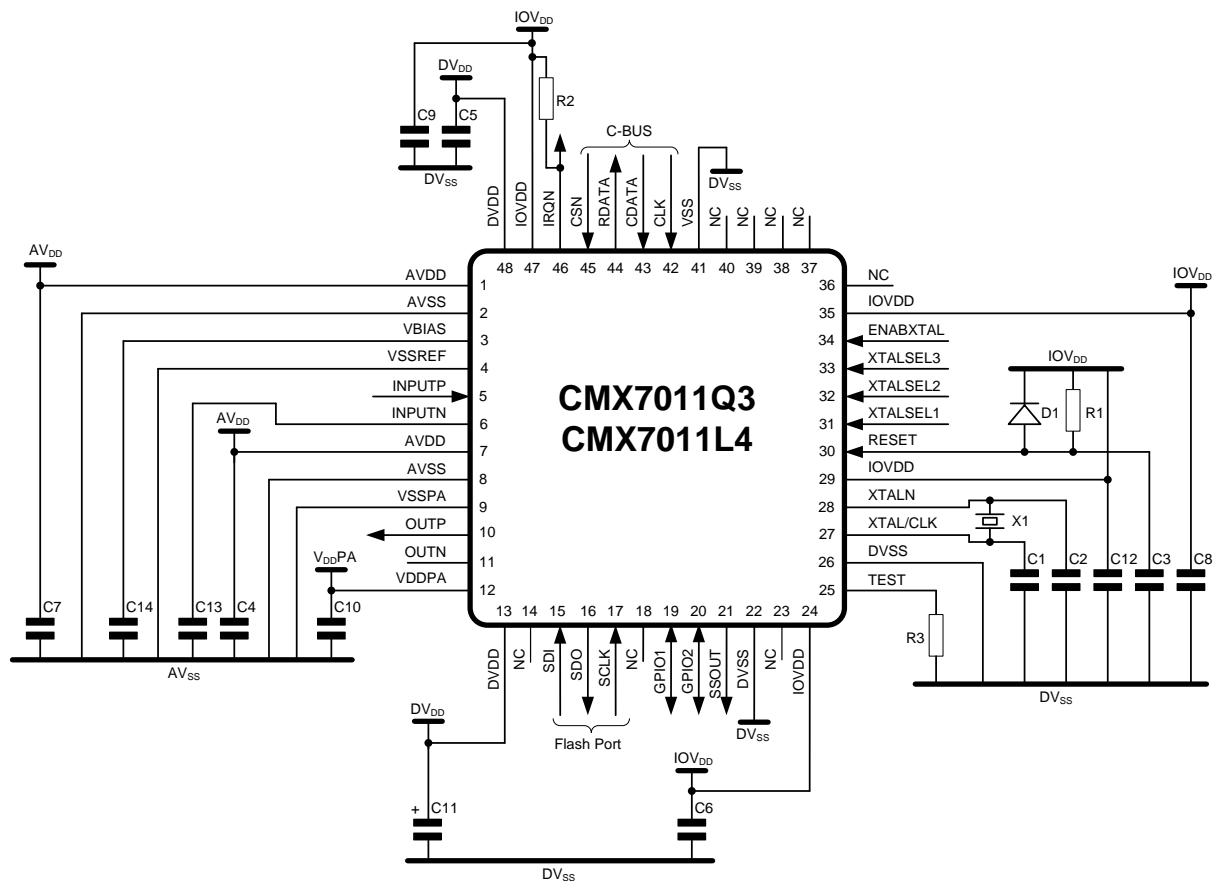 IOVDD
DVDD
C9
C5
R2
C-BUS
DVSS
DVSS
DVDD
IOVDD
IRQN
CSN
RDATA
CDATA
CLK
VSS
NC
NC
NC
NC
48
47
46
45
44
43
42
41
40
39
38
37
AVDD
AVDD
1
AVSS
2
VBIAS
3
VSSREF
4
INPUTP
5
INPUTN
6
AVDD
AVDD
7
AVSS
8
VSSPA
9
OUTP
10
OUTN
11
VDDPA
VDDPA
12
C7
C14
C13
C4
C10
AVSS
CMX7011Q3
CMX7011L4
36
NC
35
IOVDD
IOVDD
34
ENABXTAL
33
XTALSEL3
32
XTALSEL2
31
XTALSEL1
IOVDD
D1
R1
30
RESET
29
IOVDD
28
XTALN
27
XTAL/CLK
X1
26
DVSS
25
TEST
C1
C2
C12
C3
C8
R3
DVSS
13
14
15
16
17
18
19
20
21
22
23
24
DVDD
NC
SDI
SDO
SCLK
NC
GPIO1
GPIO2
SSOUT
DVSS
NC
IOVDD
Flash Port
DVSS
DVDD
IOVDD
+
C11
C6
DVSS